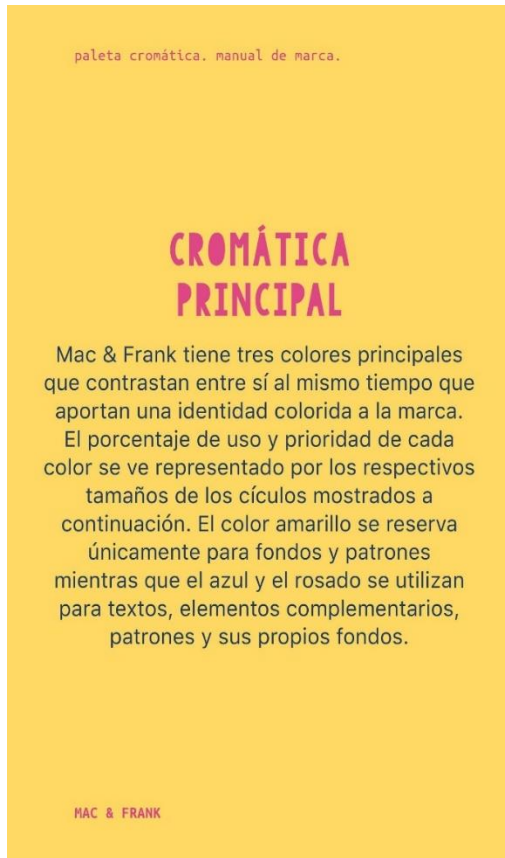 paleta cromática. manual de marca.
CROMÁTICA
PRINCIPAL
Mac & Frank tiene tres colores principales
que contrastan entre sí al mismo tiempo que
aportan una identidad colorida a la marca.
El porcentaje de uso y prioridad de cada
color se ve representado por los respectivos
tamaños de los cículos mostrados a
continuación. El color amarillo se reserva
únicamente para fondos y patrones
mientras que el azul y el rosado se utilizan
para textos, elementos complementarios,
patrones y sus propios fondos.
MAC & FRANK